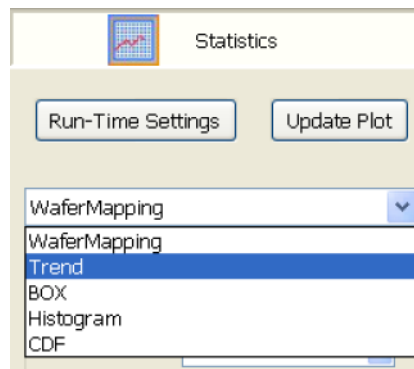 Statistics
Run-Time Settings Update Plot
WaferMapping
WaferMapping
Trend
BOX
Histogram
CDF